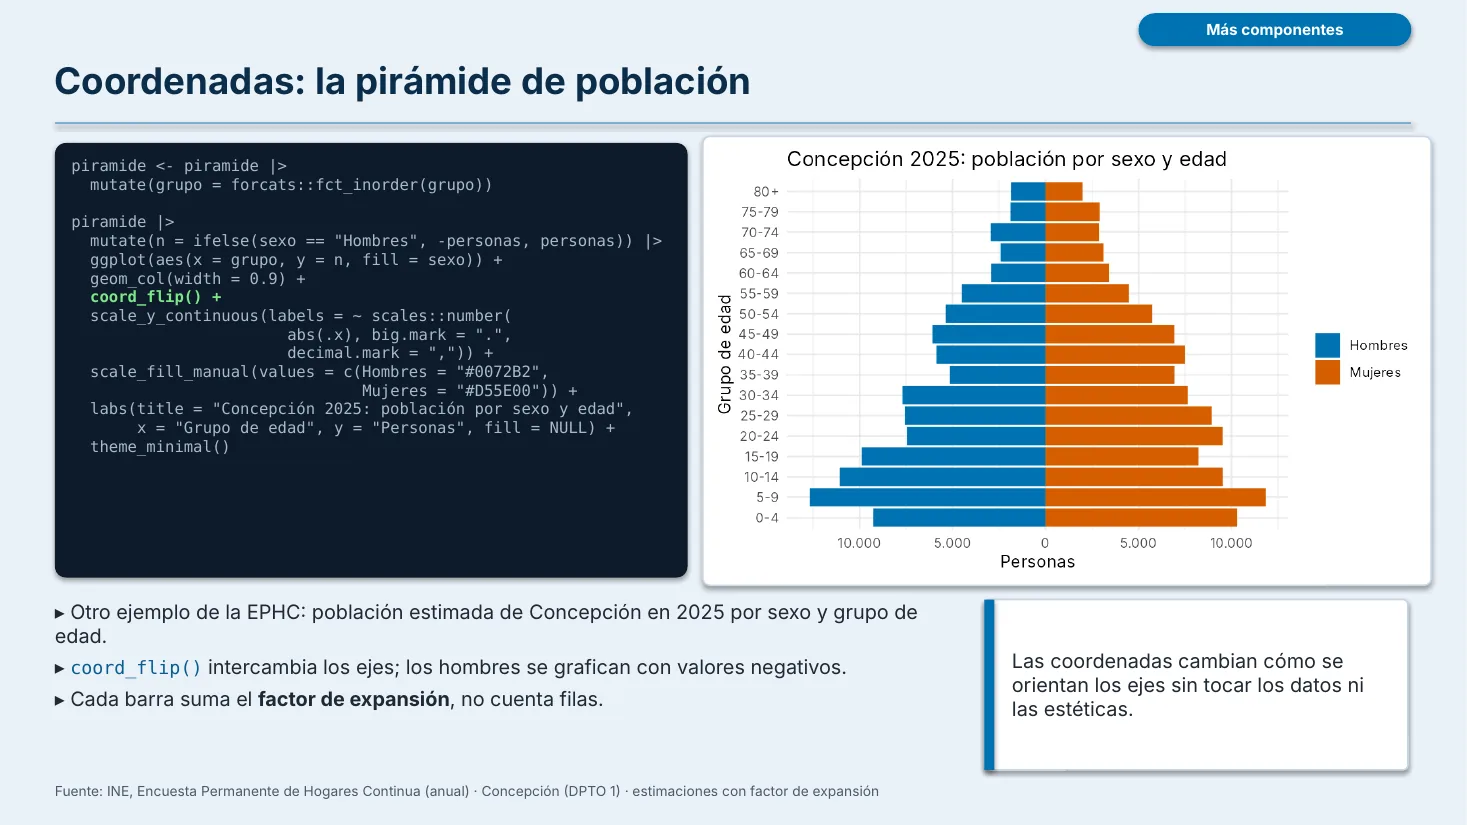 Más componentes
Coordenadas: la pirámide de población
piramide <- piramide |>
  mutate(grupo = forcats::fct_inorder(grupo))

piramide |>
  mutate(n = ifelse(sexo == "Hombres", -personas, personas)) |>
  ggplot(aes(x = grupo, y = n, fill = sexo)) +
  geom_col(width = 0.9) +
  coord_flip() +
  scale_y_continuous(labels = ~ scales::number(
                       abs(.x), big.mark = ".",
                       decimal.mark = ",")) +
  scale_fill_manual(values = c(Hombres = "#0072B2",
                               Mujeres = "#D55E00")) +
  labs(title = "Concepción 2025: población por sexo y edad",
       x = "Grupo de edad", y = "Personas", fill = NULL) +
  theme_minimal()
Concepción 2025: población por sexo y edad
Grupo de edad
80+
75-79
70-74
65-69
60-64
55-59
50-54
45-49
40-44
35-39
30-34
25-29
20-24
15-19
10-14
5-9
0-4
10.000 5.000 0 5.000 10.000
Personas
Hombres
Mujeres
▸ Otro ejemplo de la EPHC: población estimada de Concepción en 2025 por sexo y grupo de
edad.
▸ coord_flip() intercambia los ejes; los hombres se grafican con valores negativos.
▸ Cada barra suma el factor de expansión, no cuenta filas.
Las coordenadas cambian cómo se
orientan los ejes sin tocar los datos ni
las estéticas.
Fuente: INE, Encuesta Permanente de Hogares Continua (anual) · Concepción (DPTO 1) · estimaciones con factor de expansión